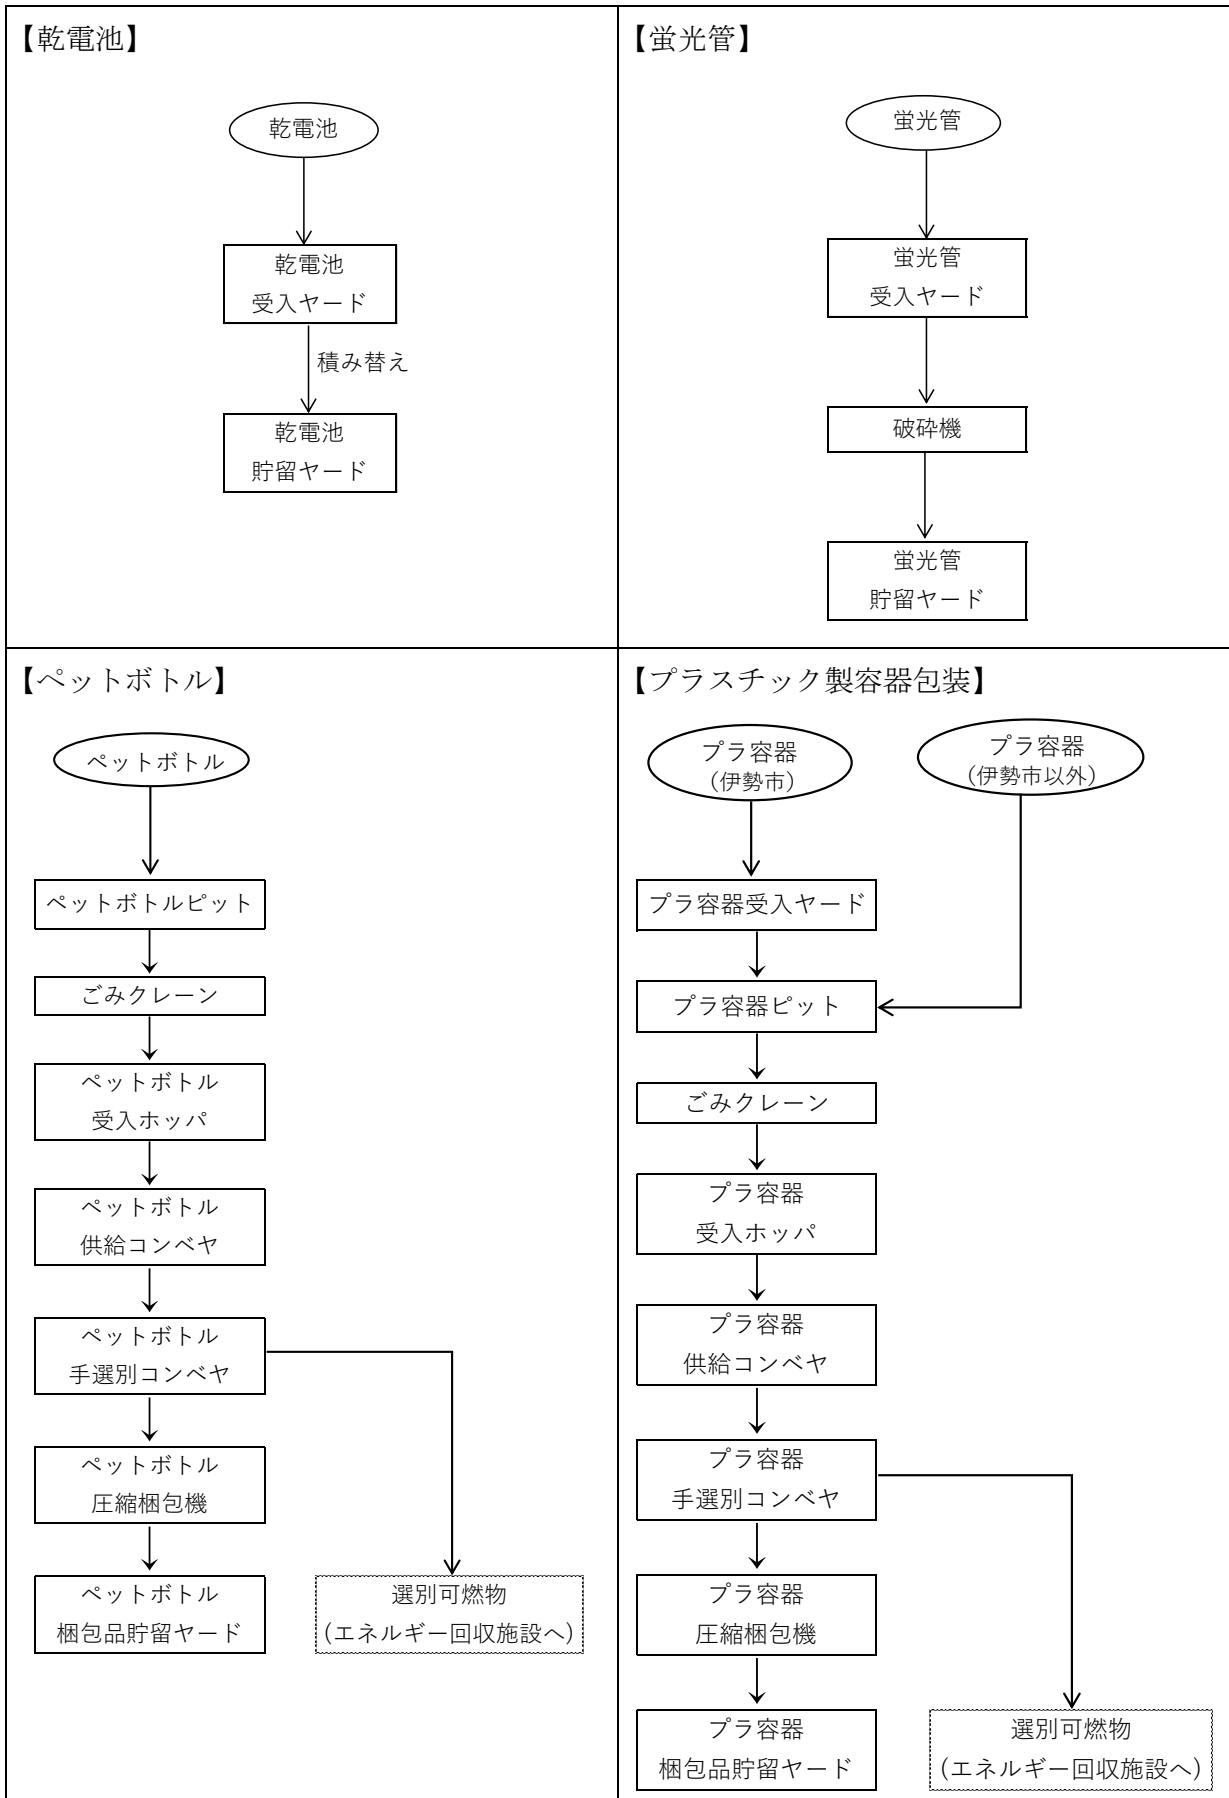 【乾電池】
乾電池
乾電池
受入ヤード
積み替え
乾電池
貯留ヤード
【蛍光管】
蛍光管
蛍光管
受入ヤード
破砕機
蛍光管
貯留ヤード
【ペットボトル】
ペットボトル
ペットボトルピット
ごみクレーン
ペットボトル
受入ホッパ
ペットボトル
供給コンベヤ
ペットボトル
手選別コンベヤ
ペットボトル
圧縮梱包機
ペットボトル
梱包品貯留ヤード
選別可燃物
(エネルギー回収施設へ)
【プラスチック製容器包装】
プラ容器
(伊勢市)
プラ容器
(伊勢市以外)
プラ容器受入ヤード
プラ容器ピット
ごみクレーン
プラ容器
受入ホッパ
プラ容器
供給コンベヤ
プラ容器
手選別コンベヤ
プラ容器
圧縮梱包機
プラ容器
梱包品貯留ヤード
選別可燃物
(エネルギー回収施設へ)